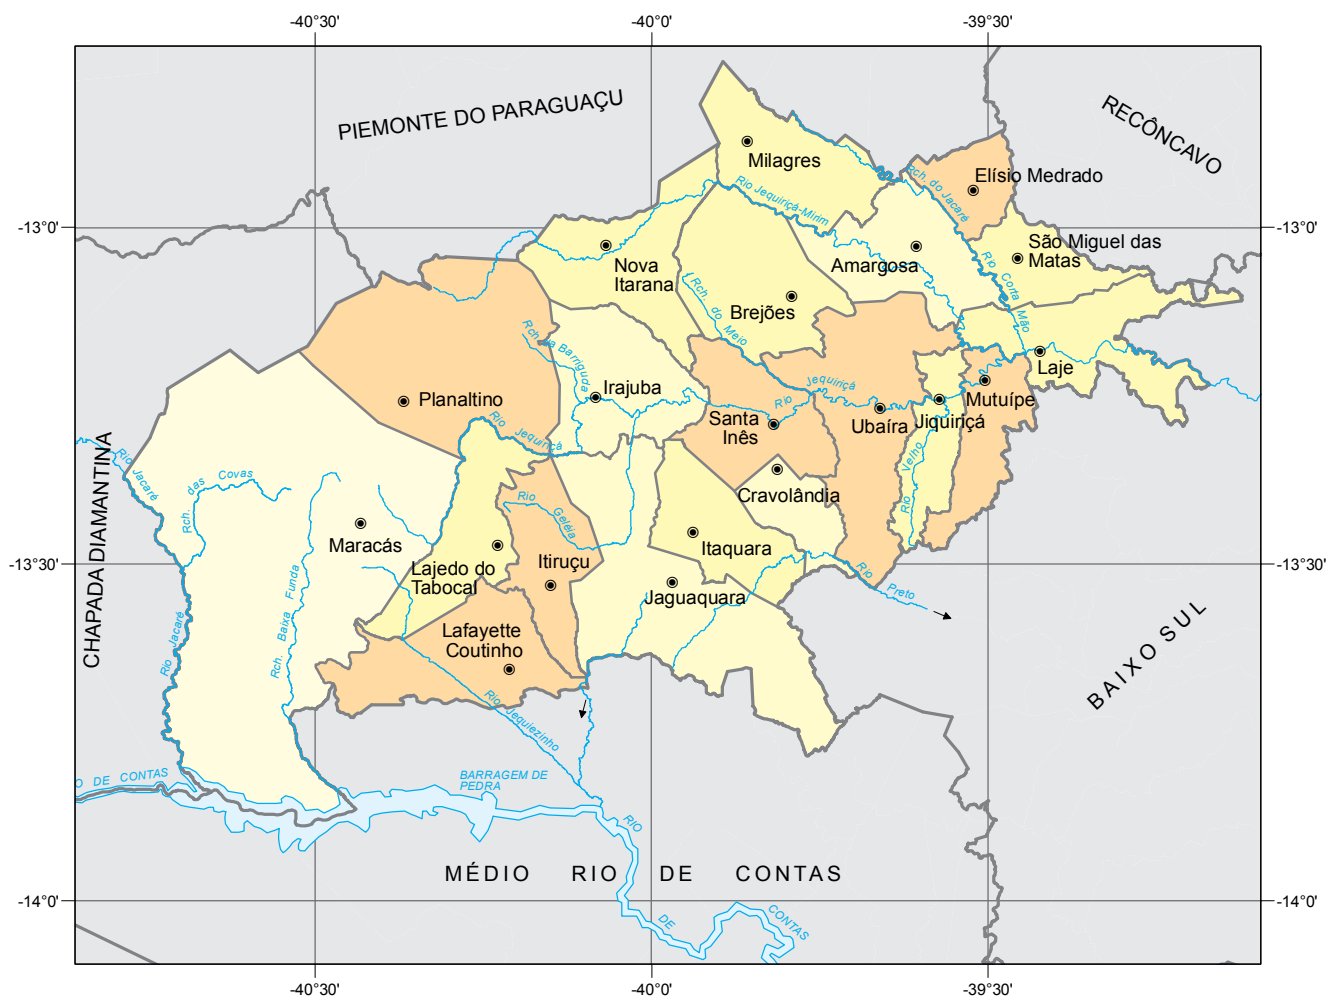 -40°30'
-40°0'
-39°30'
PIEMONTE DO PARAGUAÇU
RECÔNCAVO
Milagres
Elísio Medrado
Rch. do Jacaré
Rio Jequiriçá-Mirim
-13°0'
-13°0'
São Miguel das
Matas
Nova
Itarana
Amargosa
Rio Corta Mão
Rch. do Meio
Brejões
Rch. da Barriguda
Laje
Irajuba
Jequiriçá
Rio
Planaltino
Mutuípe
Santa
Inês
Ubaíra
Jiquiriçá
Rio Jequiriçá
CHAPADA DIAMANTINA
Rio Jacaré
Rch. das Covas
Rio Velho
Cravolândia
Rio Geléia
Maracás
Itaquara
Lajedo do
Tabocal
Itiruçu
-13°30'
-13°30'
Rch. Baixa Funda
Jaguaquara
Rio Preto
Rio Jacaré
Lafayette
Coutinho
BAIXO SUL
Rio Jequiezinho
O DE CONTAS
BARRAGEM DE
PEDRA
RIO
MÉDIO RIO DE CONTAS
-14°0'
-14°0'
DE
CONTAS
-40°30'
-40°0'
-39°30'